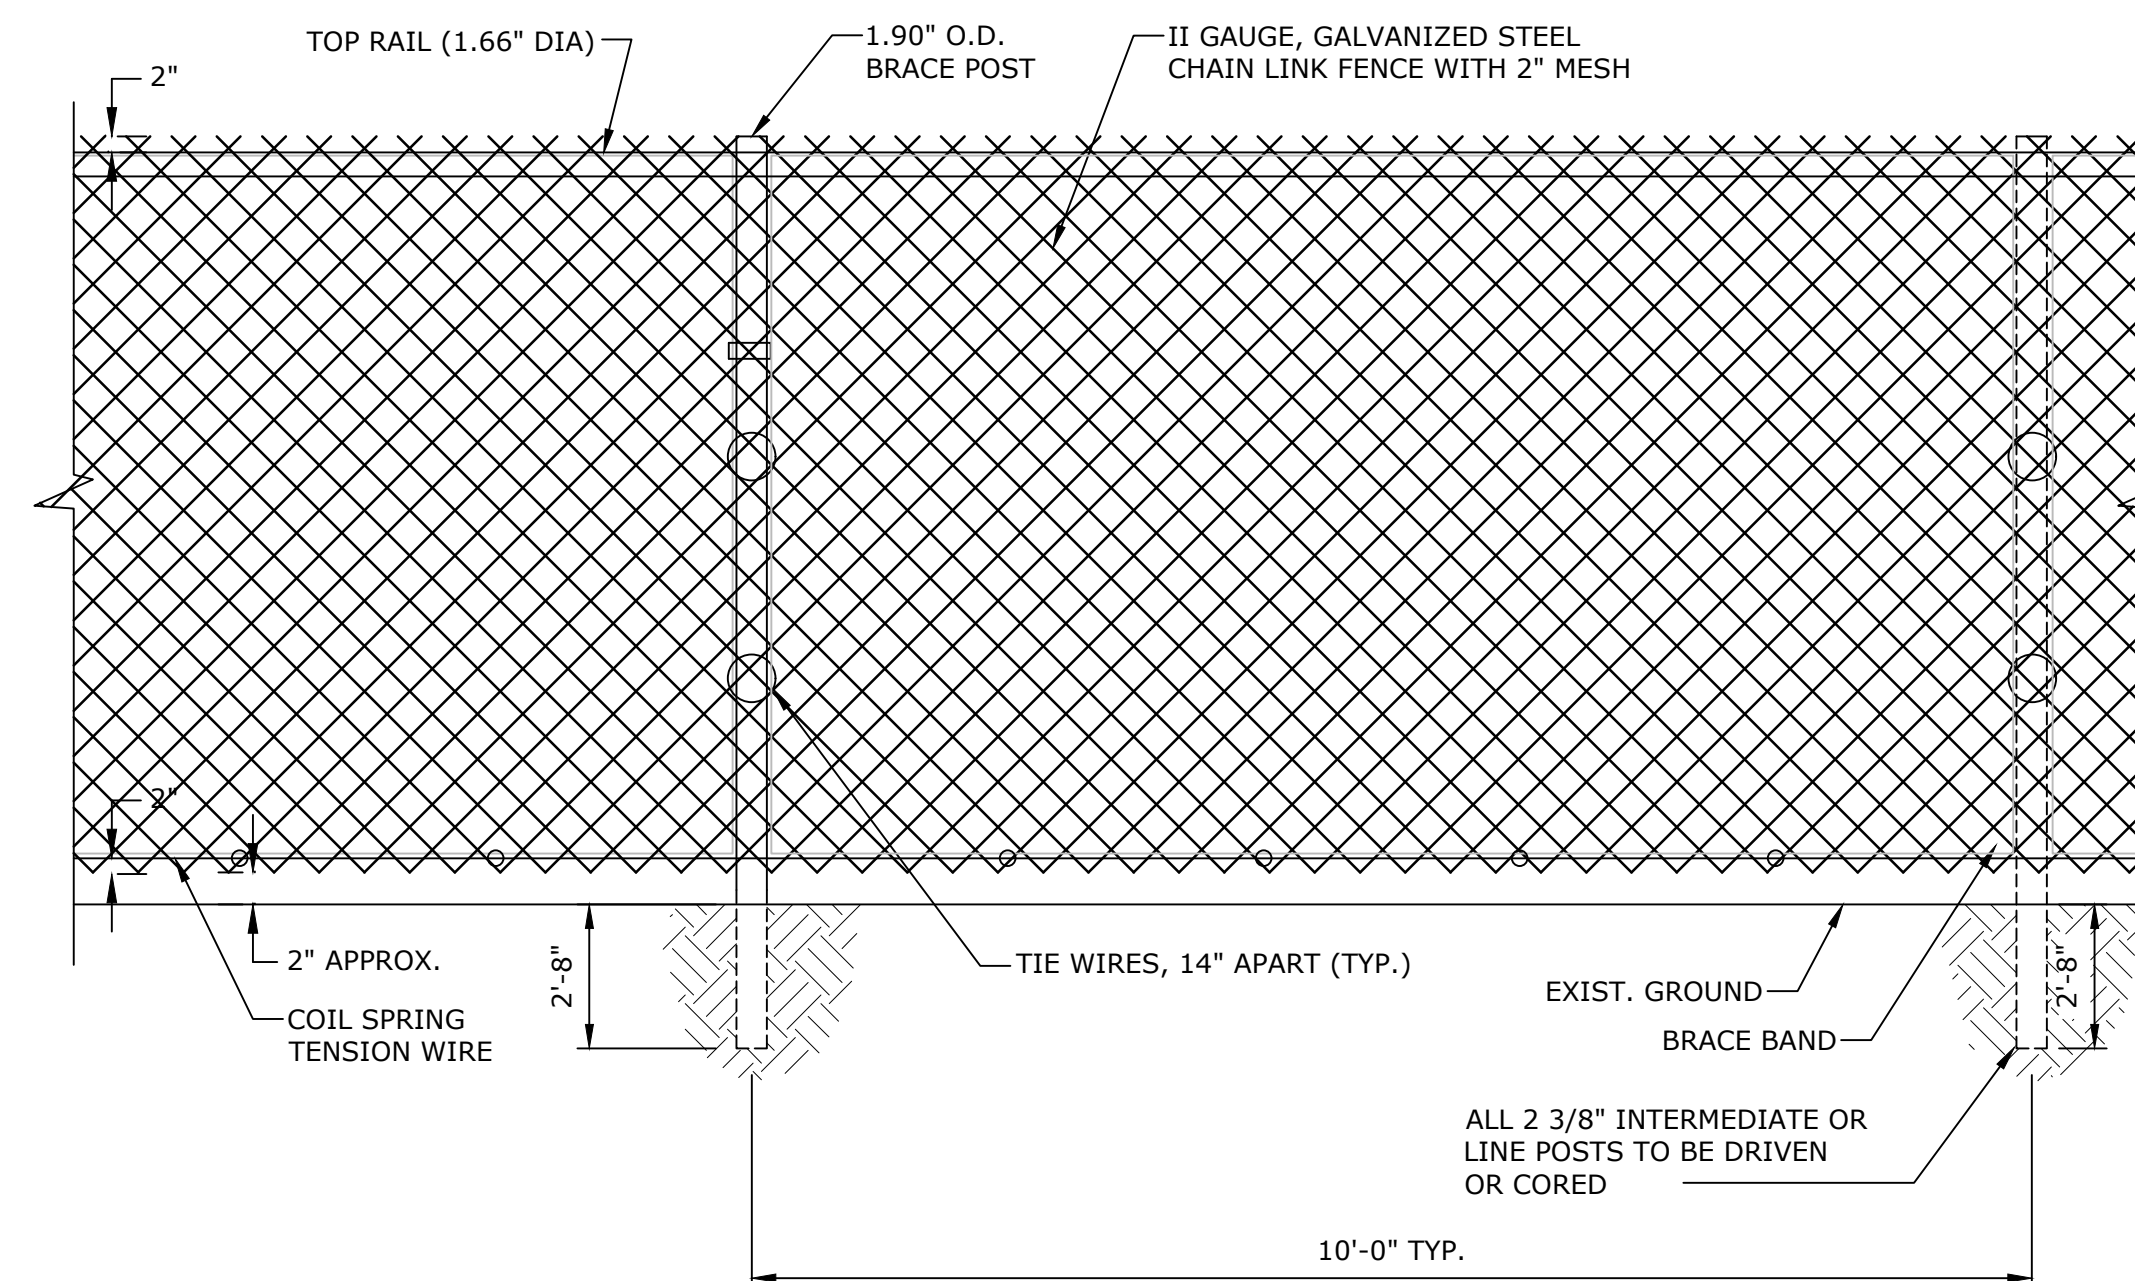 TOP RAIL (1.66" DIA)
1.90" O.D.
BRACE POST
II GAUGE, GALVANIZED STEEL
CHAIN LINK FENCE WITH 2" MESH
2"
2"
2" APPROX.
COIL SPRING
TENSION WIRE
2'-8"
TIE WIRES, 14" APART (TYP.)
EXIST. GROUND
BRACE BAND
2'-8"
ALL 2 3/8" INTERMEDIATE OR
LINE POSTS TO BE DRIVEN
OR CORED
10'-0" TYP.